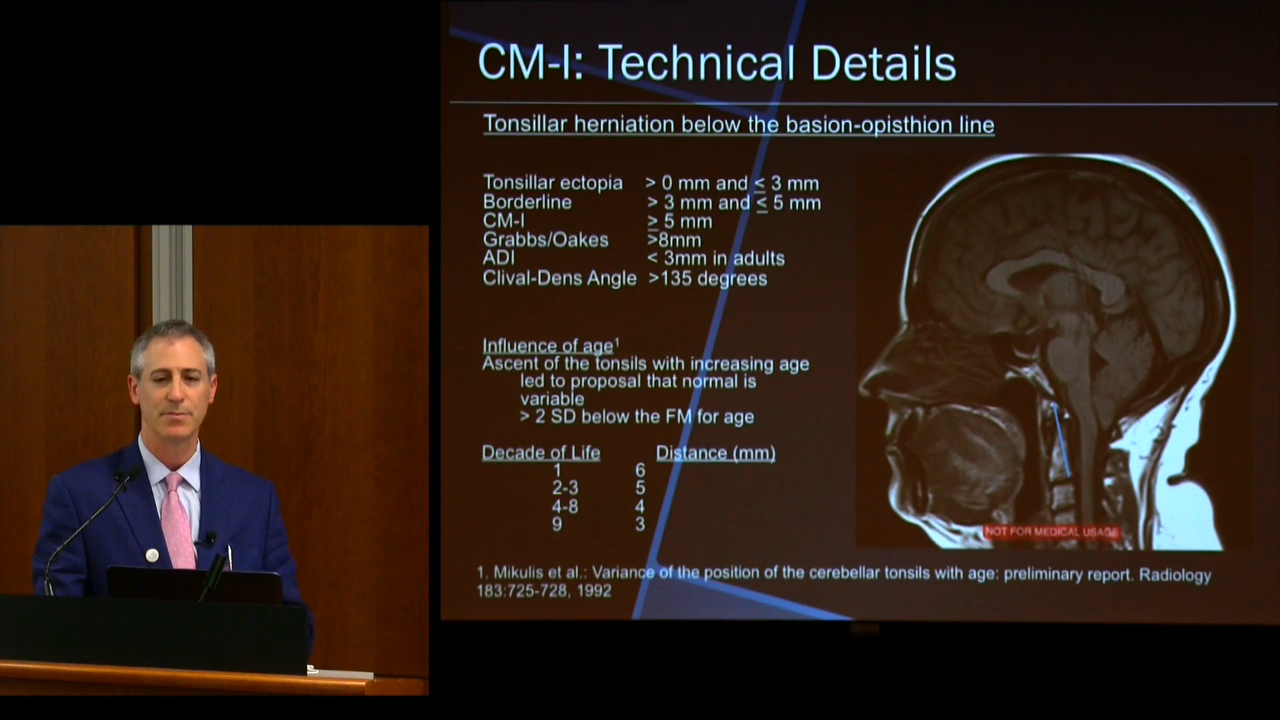 CM-I: Technical Details
Tonsillar herniation below the basion-opisthion line
Tonsillar ectopia > 0 mm and ≤ 3 mm
Borderline > 3 mm and ≤ 5 mm
CM-I ≥ 5 mm
Grabbs/Oakes >8mm
ADI < 3mm in adults
Clival-Dens Angle >135 degrees
Influence of age¹
Ascent of the tonsils with increasing age
led to proposal that normal is
variable
> 2 SD below the FM for age
Decade of Life Distance (mm)
1 6
2-3 5
4-8 4
9 3
NOT FOR MEDICAL USAGE
1. Mikulis et al.: Variance of the position of the cerebellar tonsils with age: preliminary report. Radiology
183:725-728, 1992